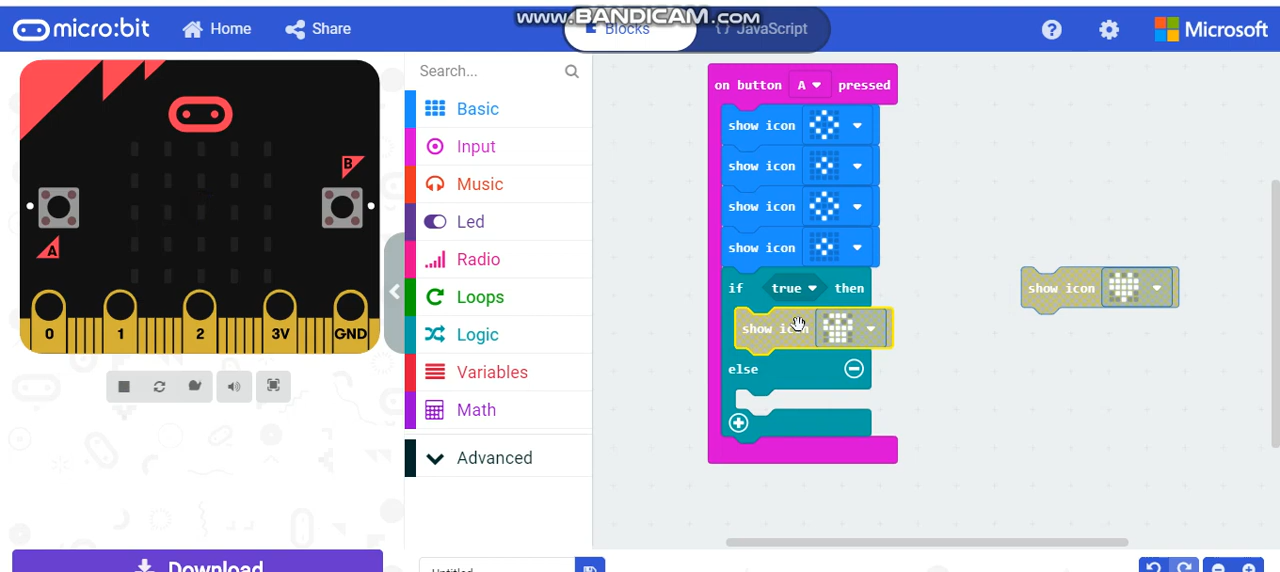 www.BANDICAM.com
micro:bit
Home
Share
Blocks
{} JavaScript
Microsoft
A
B
0
1
2
3V
GND
Download
Search...
Basic
Input
Music
Led
Radio
Loops
Logic
Variables
Math
Advanced
Untitled
on button A pressed
show icon
show icon
show icon
show icon
if true then
show icon
else
show icon